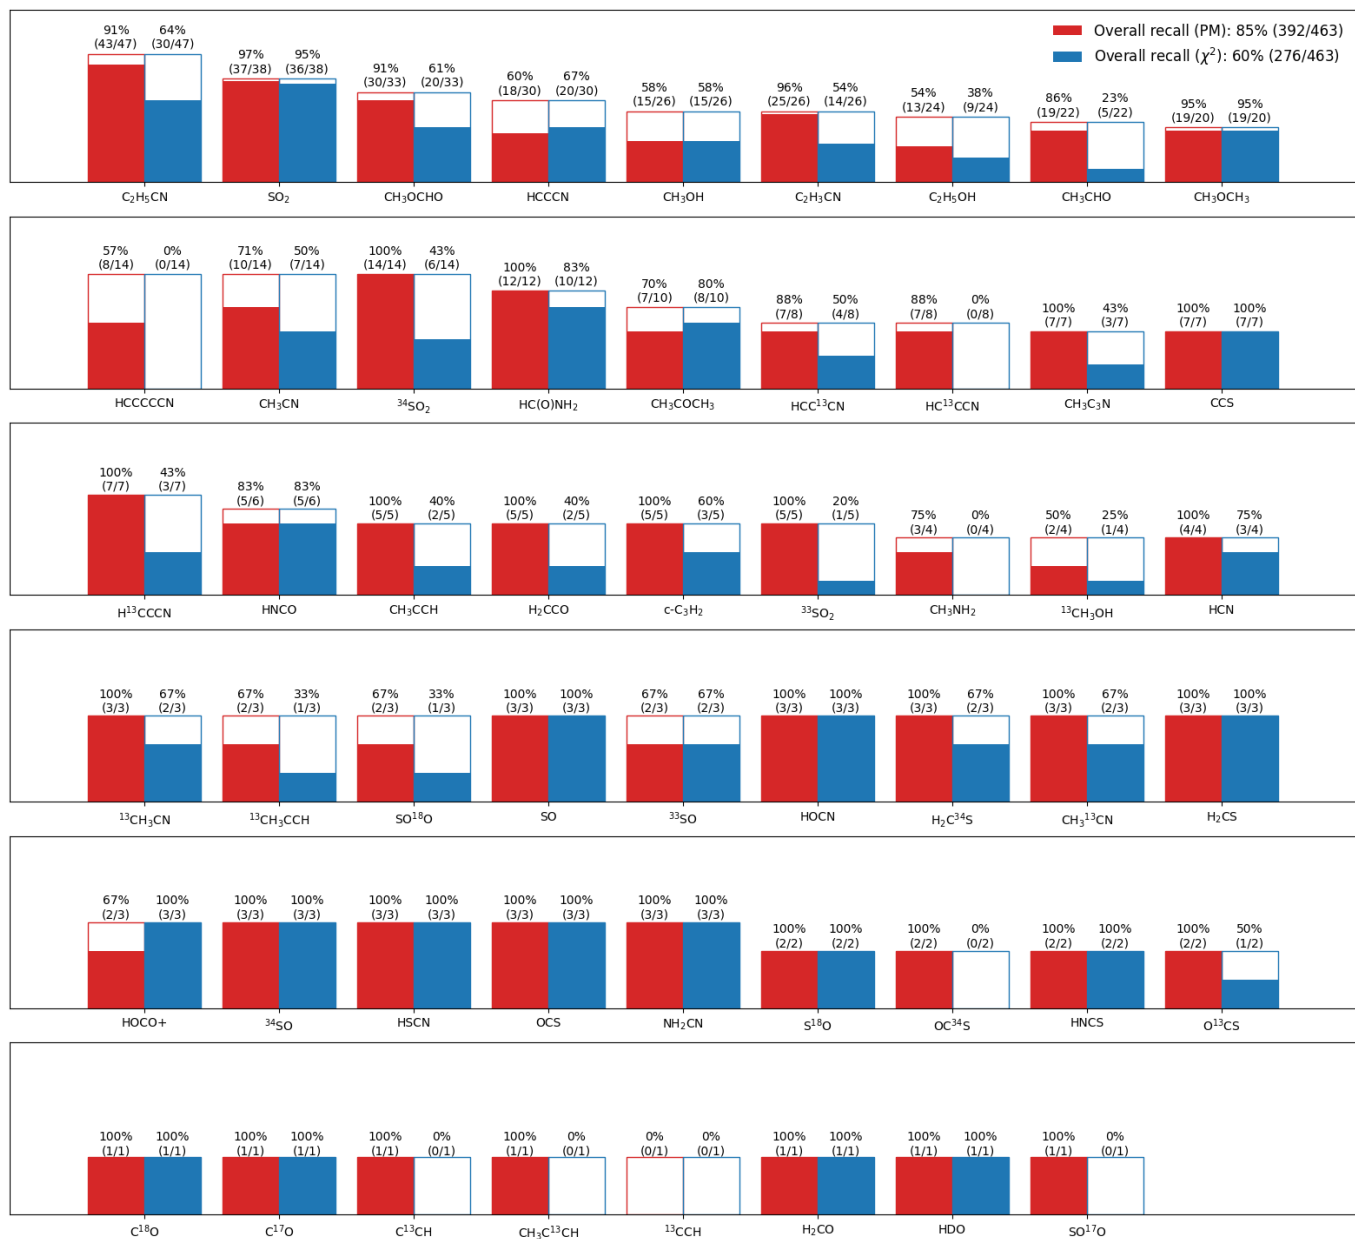 Overall recall (PM): 85% (392/463)
Overall recall (χ²): 60% (276/463)
91% 64% 97% 95% 91% 61% 60% 67% 58% 58% 96% 54% 54% 38% 86% 23% 95% 95%
(43/47) (30/47) (37/38) (36/38) (30/33) (20/33) (18/30) (20/30) (15/26) (15/26) (25/26) (14/26) (13/24) (9/24) (19/22) (5/22) (19/20) (19/20)
C₂H₅CN SO₂ CH₃OCHO HCCCN CH₃OH C₂H₃CN C₂H₅OH CH₃CHO CH₃OCH₃
57% 0% 71% 50% 100% 43% 100% 83% 70% 80% 88% 50% 88% 0% 100% 43% 100% 100%
(8/14) (0/14) (10/14) (7/14) (14/14) (6/14) (12/12) (10/12) (7/10) (8/10) (7/8) (4/8) (7/8) (0/8) (7/7) (3/7) (7/7) (7/7)
HCCCCCN CH₃CN ³⁴SO₂ HC(O)NH₂ CH₃COCH₃ HCC¹³CN HC¹³CCN CH₃C₃N CCS
100% 43% 83% 83% 100% 40% 100% 40% 100% 60% 100% 20% 75% 0% 50% 25% 100% 75%
(7/7) (3/7) (5/6) (5/6) (5/5) (2/5) (5/5) (2/5) (5/5) (3/5) (5/5) (1/5) (3/4) (0/4) (2/4) (1/4) (4/4) (3/4)
H¹³CCCN HNCO CH₃CCH H₂CCO c-C₃H₂ ³³SO₂ CH₃NH₂ ¹³CH₃OH HCN
100% 67% 67% 33% 67% 33% 100% 100% 67% 67% 100% 100% 100% 67% 100% 67% 100% 100%
(3/3) (2/3) (2/3) (1/3) (2/3) (1/3) (3/3) (3/3) (2/3) (2/3) (3/3) (3/3) (3/3) (2/3) (3/3) (2/3) (3/3) (3/3)
¹³CH₃CN ¹³CH₃CCH SO¹⁸O SO ³³SO HOCN H₂C³⁴S CH₃¹³CN H₂CS
67% 100% 100% 100% 100% 100% 100% 100% 100% 100% 100% 100% 100% 0% 100% 100% 100% 50%
(2/3) (3/3) (3/3) (3/3) (3/3) (3/3) (3/3) (3/3) (3/3) (3/3) (2/2) (2/2) (2/2) (0/2) (2/2) (2/2) (2/2) (1/2)
HOCO+ ³⁴SO HSCN OCS NH₂CN S¹⁸O OC³⁴S HNCS O¹³CS
100% 100% 100% 100% 100% 0% 100% 0% 0% 0% 100% 100% 100% 100% 100% 0%
(1/1) (1/1) (1/1) (1/1) (1/1) (0/1) (1/1) (0/1) (0/1) (0/1) (1/1) (1/1) (1/1) (1/1) (1/1) (0/1)
C¹⁸O C¹⁷O C¹³CH CH₃C¹³CH ¹³CCH H₂CO HDO SO¹⁷O